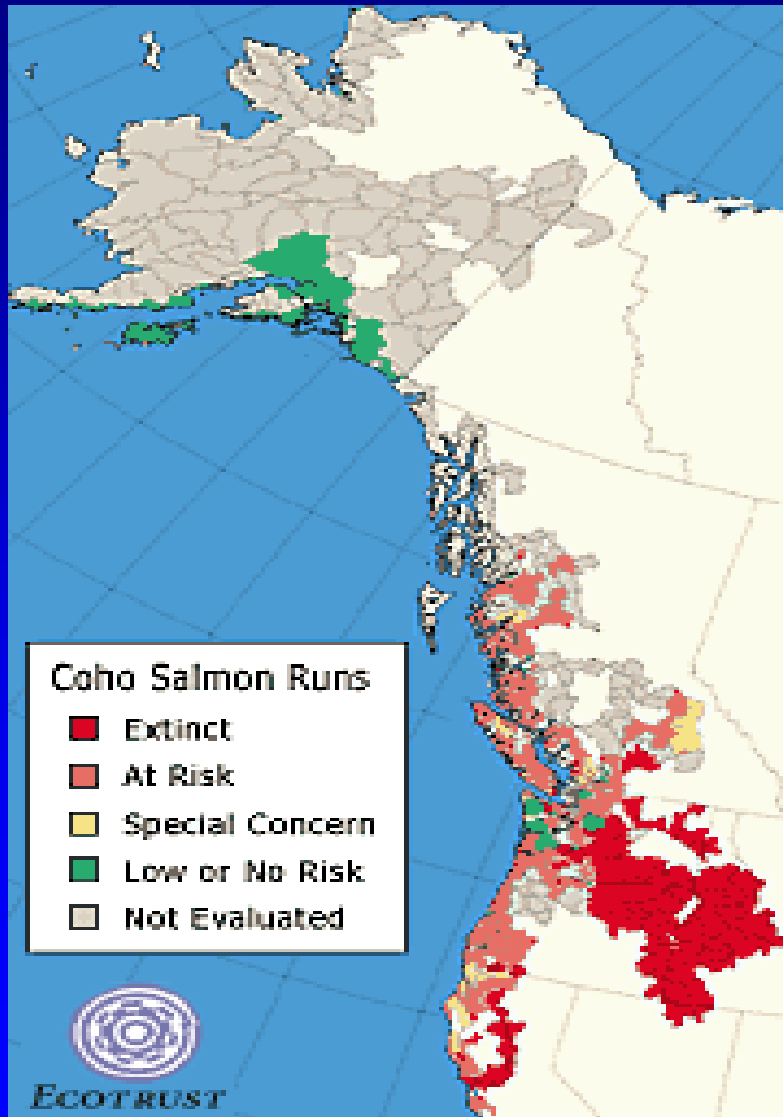 Coho Salmon Runs
Extinct
At Risk
Special Concern
Low or No Risk
Not Evaluated
ECOTRUST